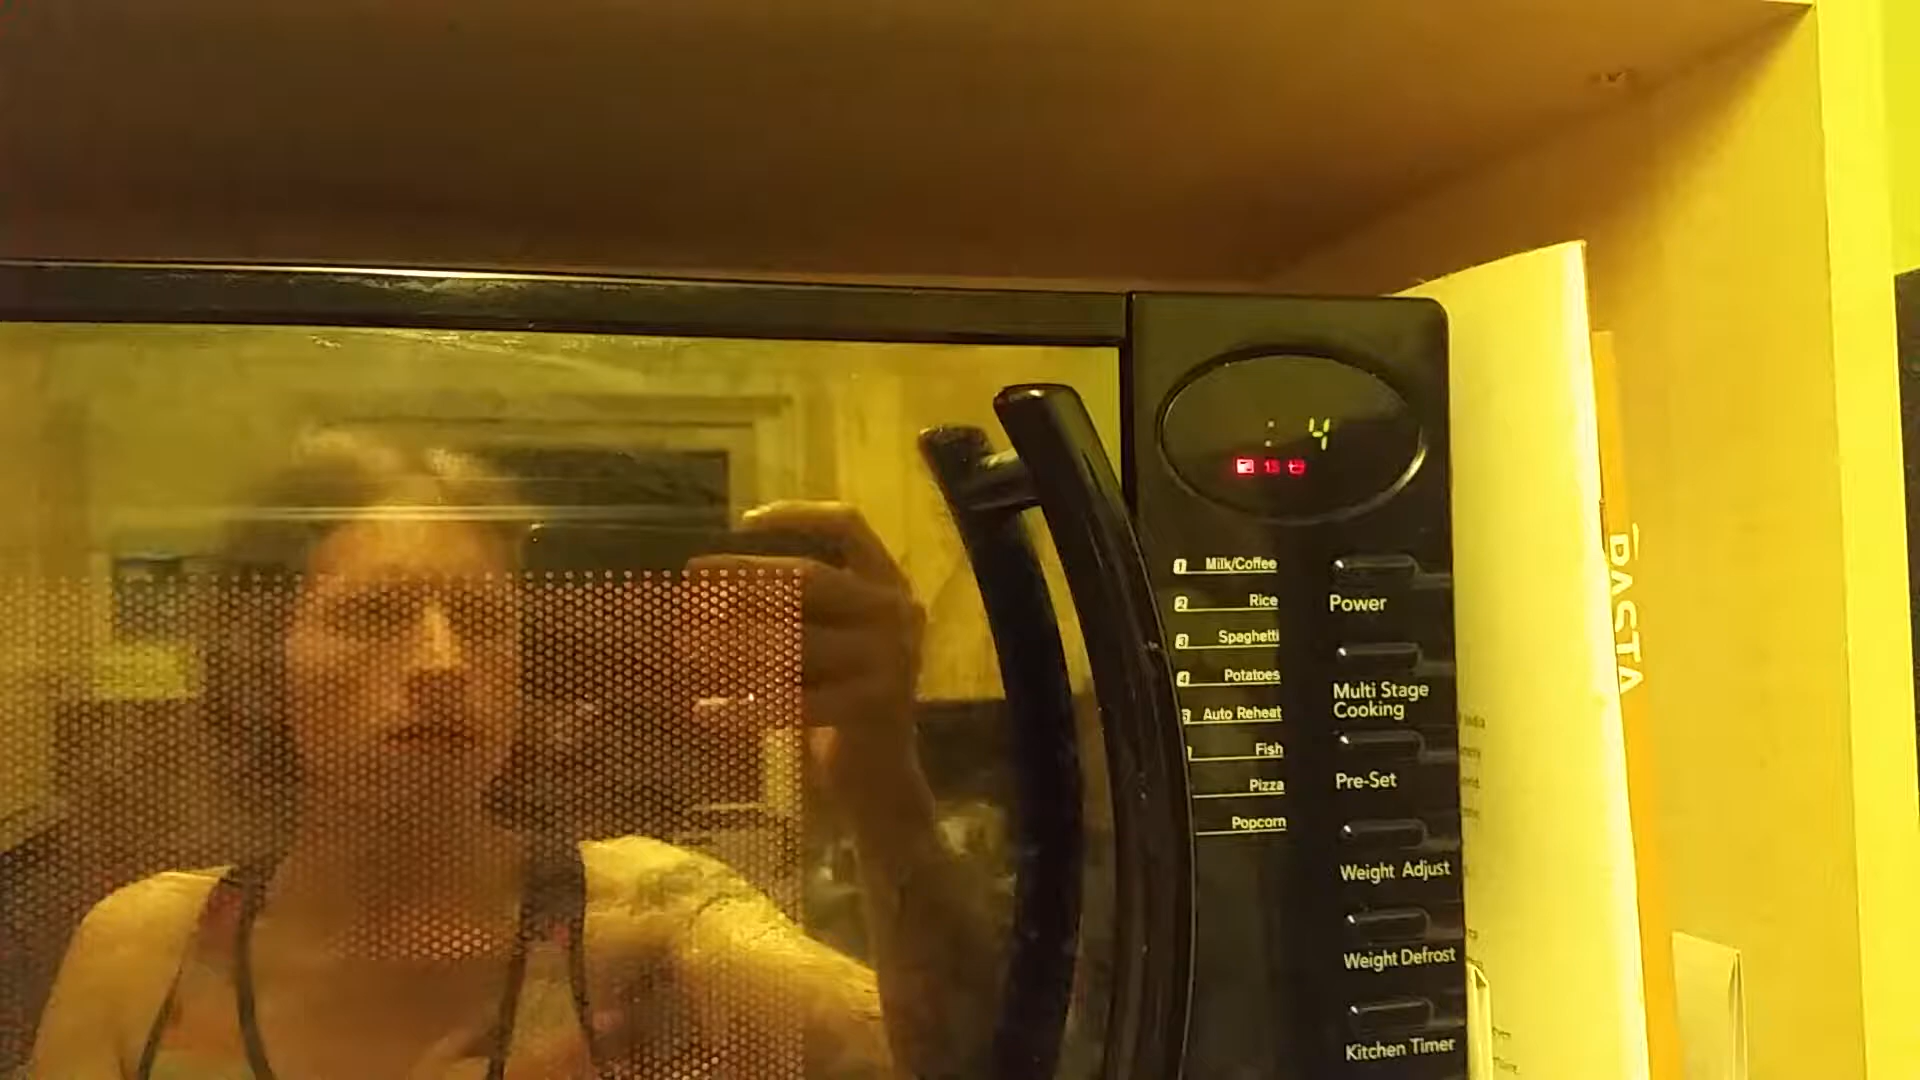 : 4
1 Milk/Coffee
2 Rice
3 Spaghetti
4 Potatoes
5 Auto Reheat
Fish
Pizza
Popcorn
Power
Multi Stage
Cooking
Pre-Set
Weight Adjust
Weight Defrost
Kitchen Timer
PASTA